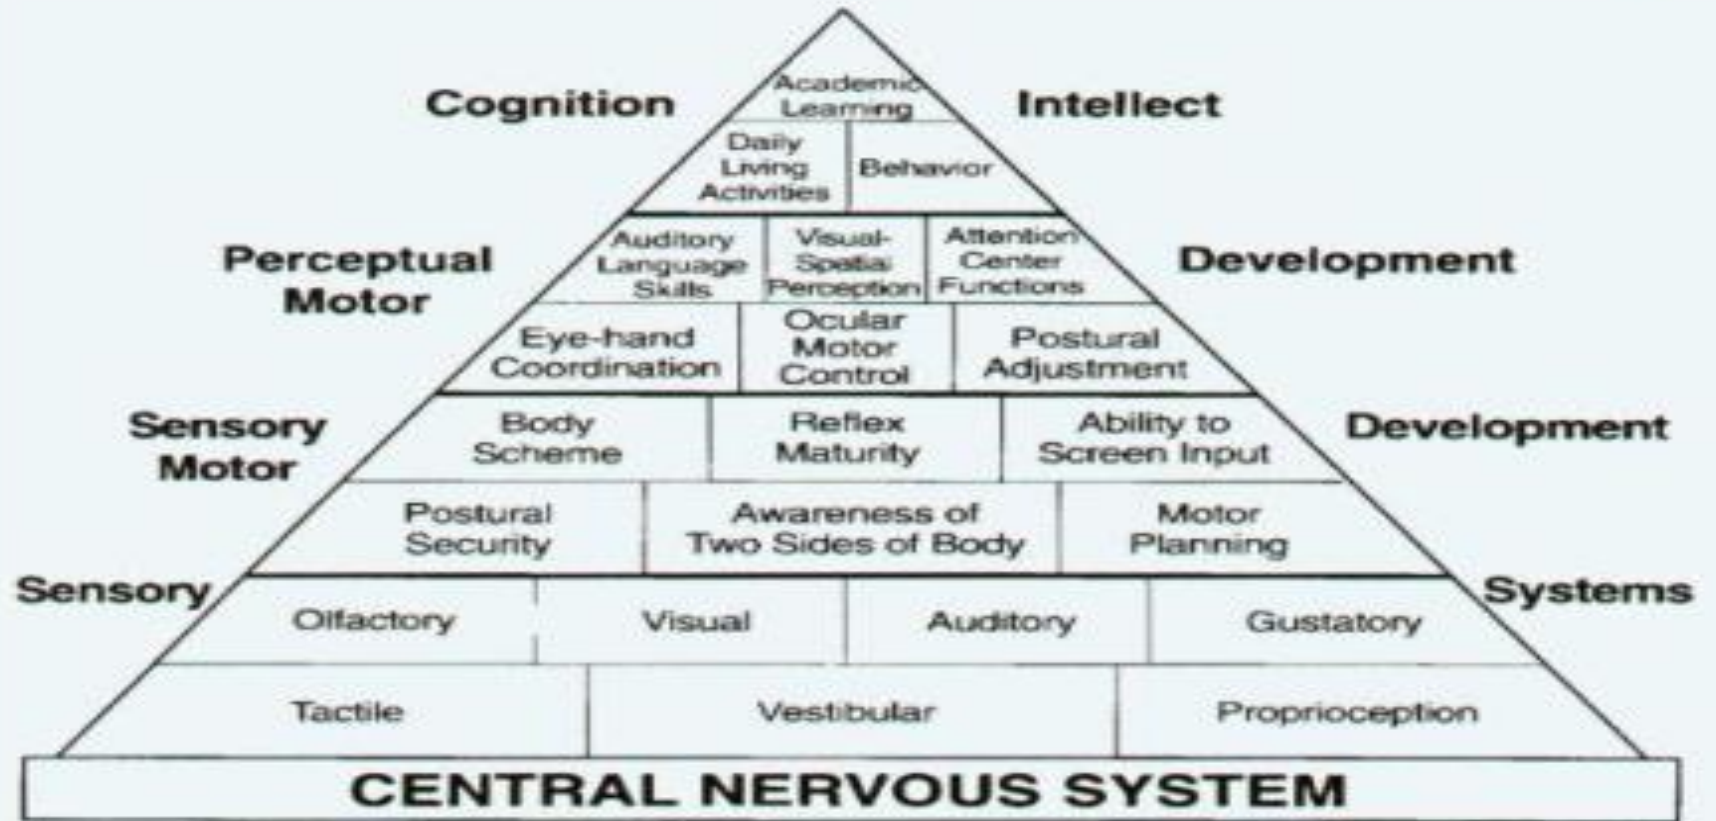 Academic
Learning
Cognition
Intellect
Daily
Living
Activities
Behavior
Auditory
Language
Skills
Visual-
Spatial
Perception
Attention
Center
Functions
Perceptual
Motor
Development
Eye-hand
Coordination
Ocular
Motor
Control
Postural
Adjustment
Sensory
Motor
Development
Body
Scheme
Reflex
Maturity
Ability to
Screen Input
Postural
Security
Awareness of
Two Sides of Body
Motor
Planning
Sensory
Systems
Olfactory
Visual
Auditory
Gustatory
Tactile
Vestibular
Proprioception
CENTRAL NERVOUS SYSTEM